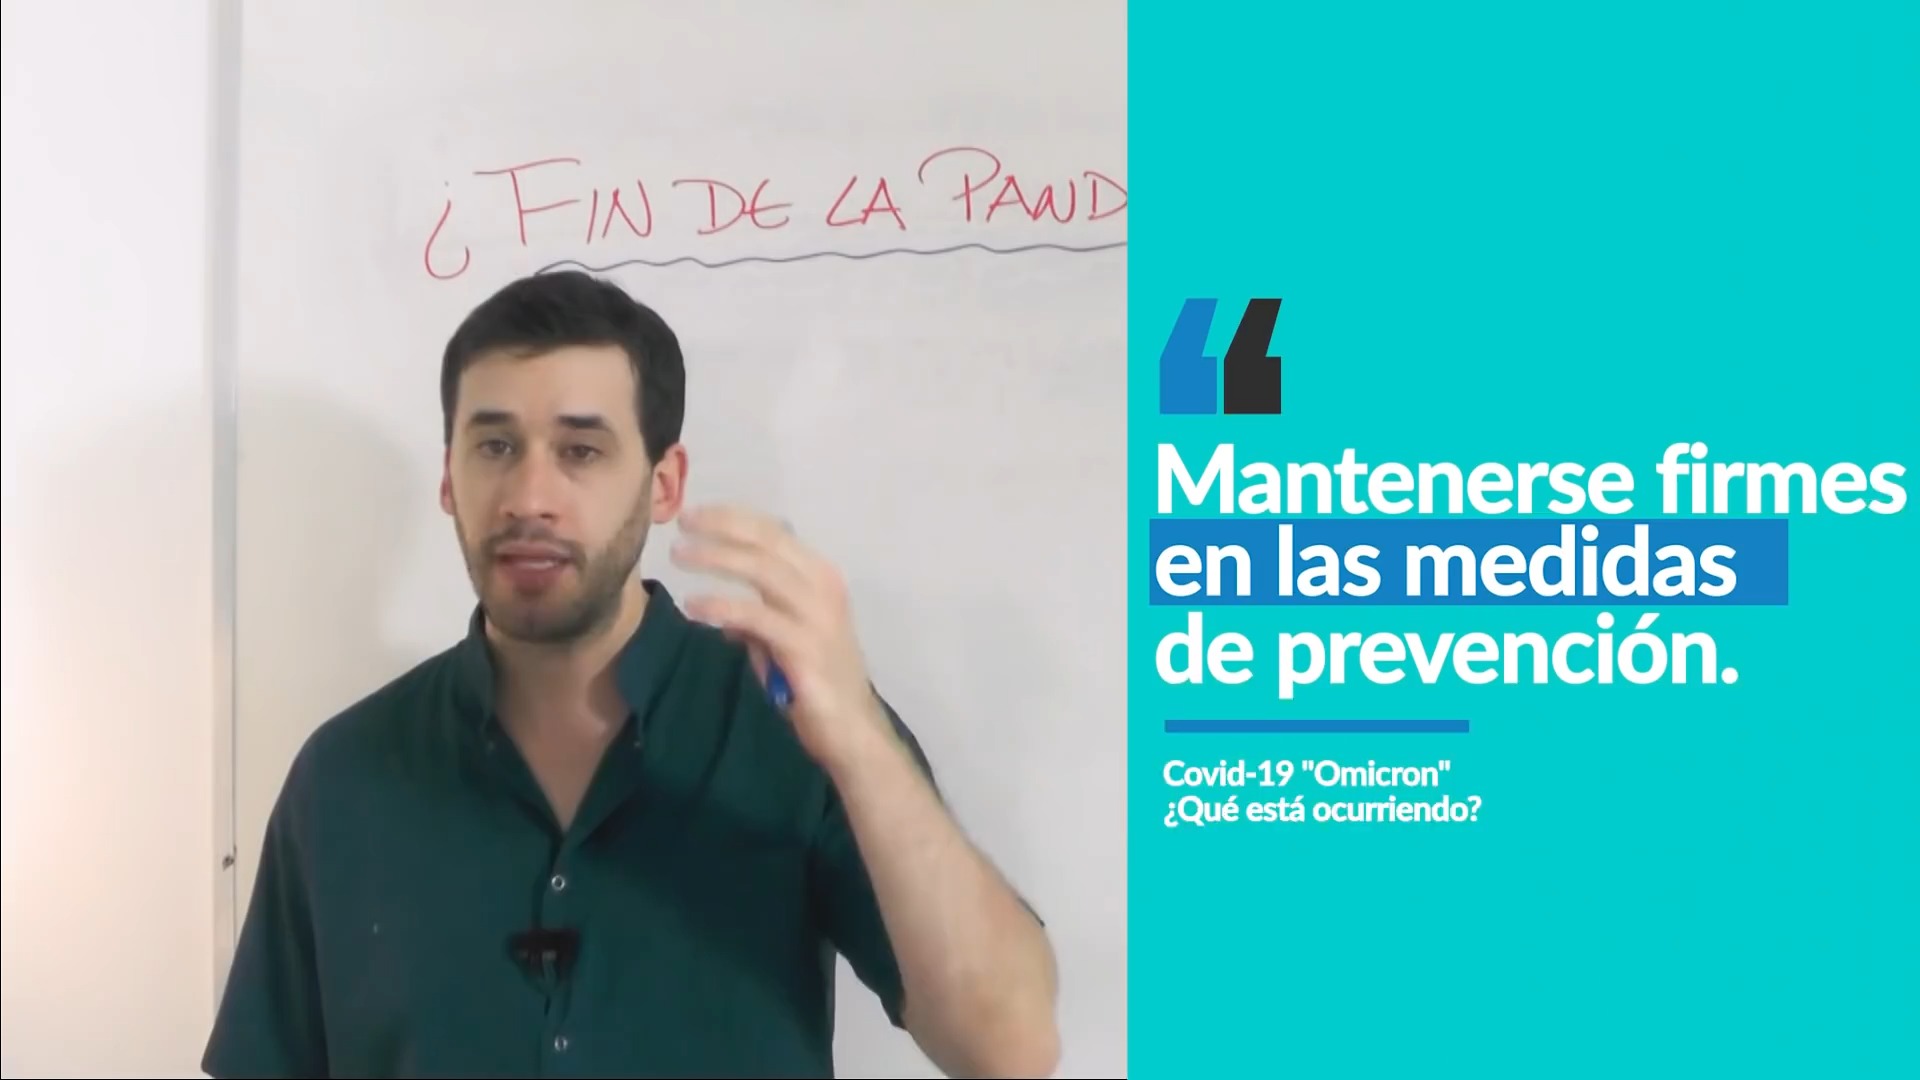 ¿FIN DE LA PAND
Mantenerse firmes
en las medidas
de prevención.
Covid-19 "Omicron"
¿Qué está ocurriendo?